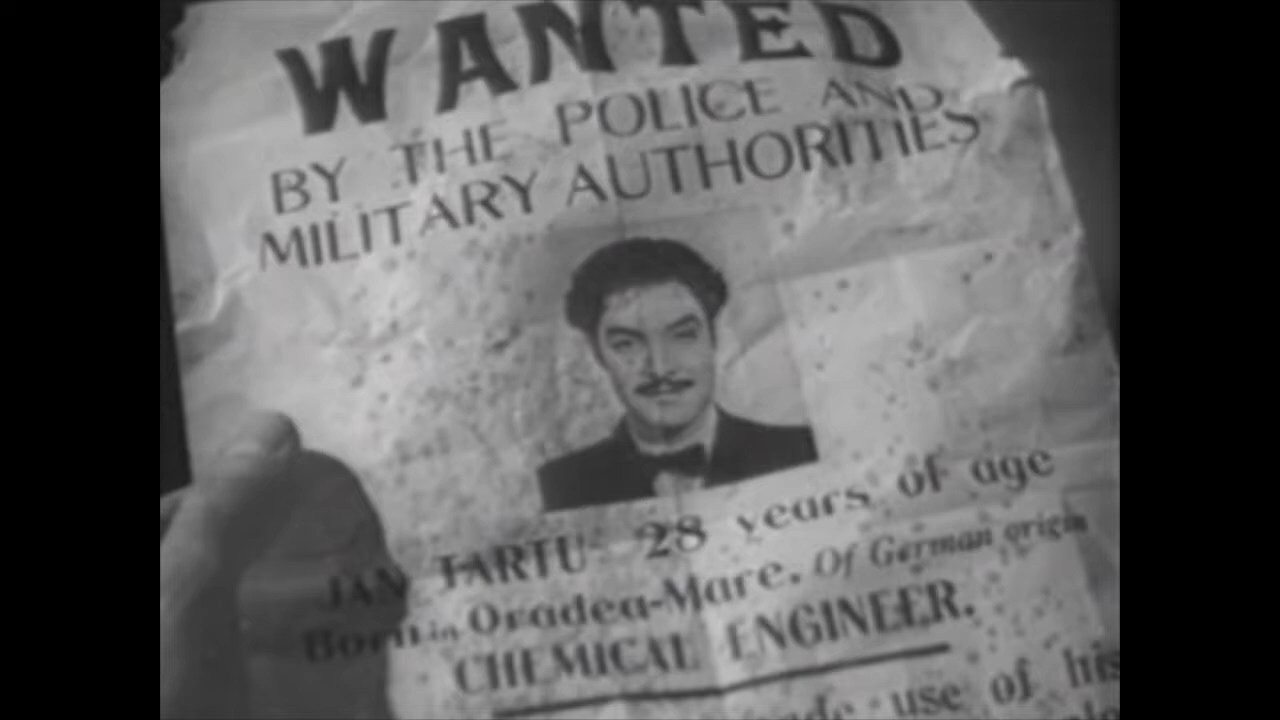 WANTED
BY THE POLICE AND
MILITARY AUTHORITIES
JAN TARTU 28 years of age
Born in Oradea-Mare. Of German origin
CHEMICAL ENGINEER.
use of his